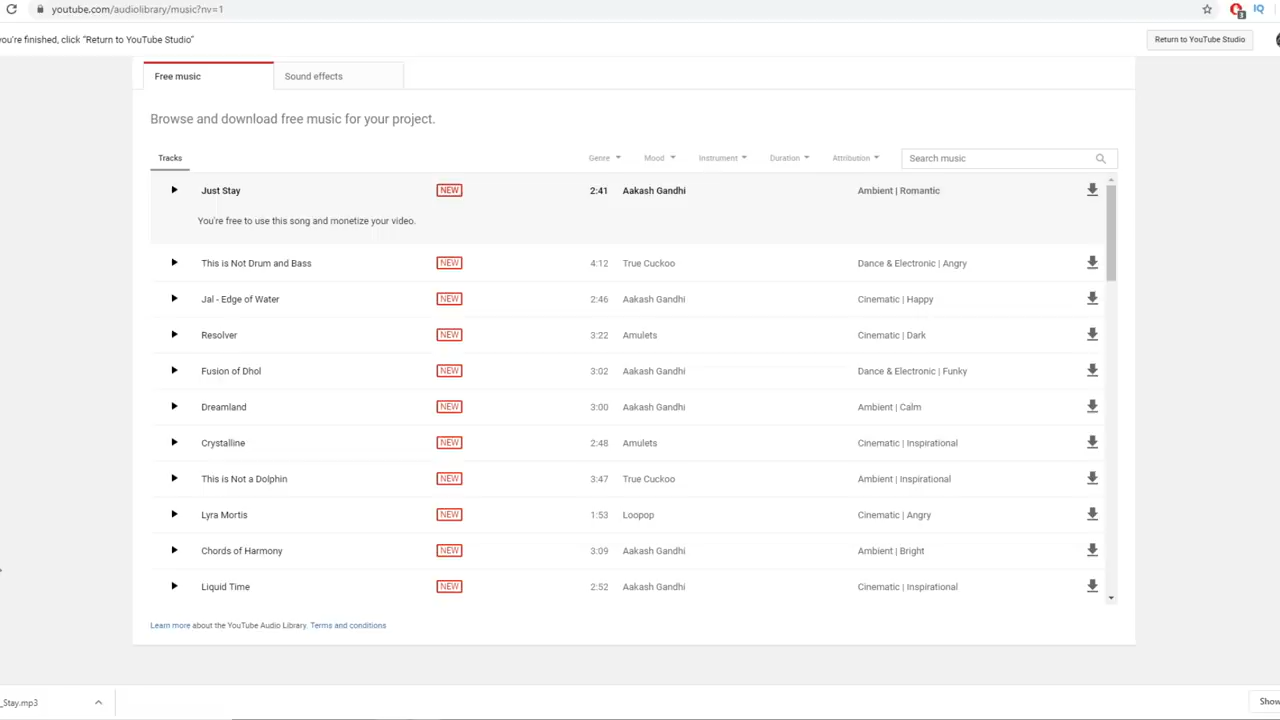 youtube.com/audiolibrary/music?nv=1
3
IQ
you're finished, click "Return to YouTube Studio"
Return to YouTube Studio
Free music
Sound effects
Browse and download free music for your project.
Tracks
Genre
Mood
Instrument
Duration
Attribution
Search music
Just Stay NEW 2:41 Aakash Gandhi Ambient | Romantic
You're free to use this song and monetize your video.
This is Not Drum and Bass NEW 4:12 True Cuckoo Dance & Electronic | Angry
Jal - Edge of Water NEW 2:46 Aakash Gandhi Cinematic | Happy
Resolver NEW 3:22 Amulets Cinematic | Dark
Fusion of Dhol NEW 3:02 Aakash Gandhi Dance & Electronic | Funky
Dreamland NEW 3:00 Aakash Gandhi Ambient | Calm
Crystalline NEW 2:48 Amulets Cinematic | Inspirational
This is Not a Dolphin NEW 3:47 True Cuckoo Ambient | Inspirational
Lyra Mortis NEW 1:53 Loopop Cinematic | Angry
Chords of Harmony NEW 3:09 Aakash Gandhi Ambient | Bright
Liquid Time NEW 2:52 Aakash Gandhi Cinematic | Inspirational
Learn more about the YouTube Audio Library. Terms and conditions
_Stay.mp3
Show